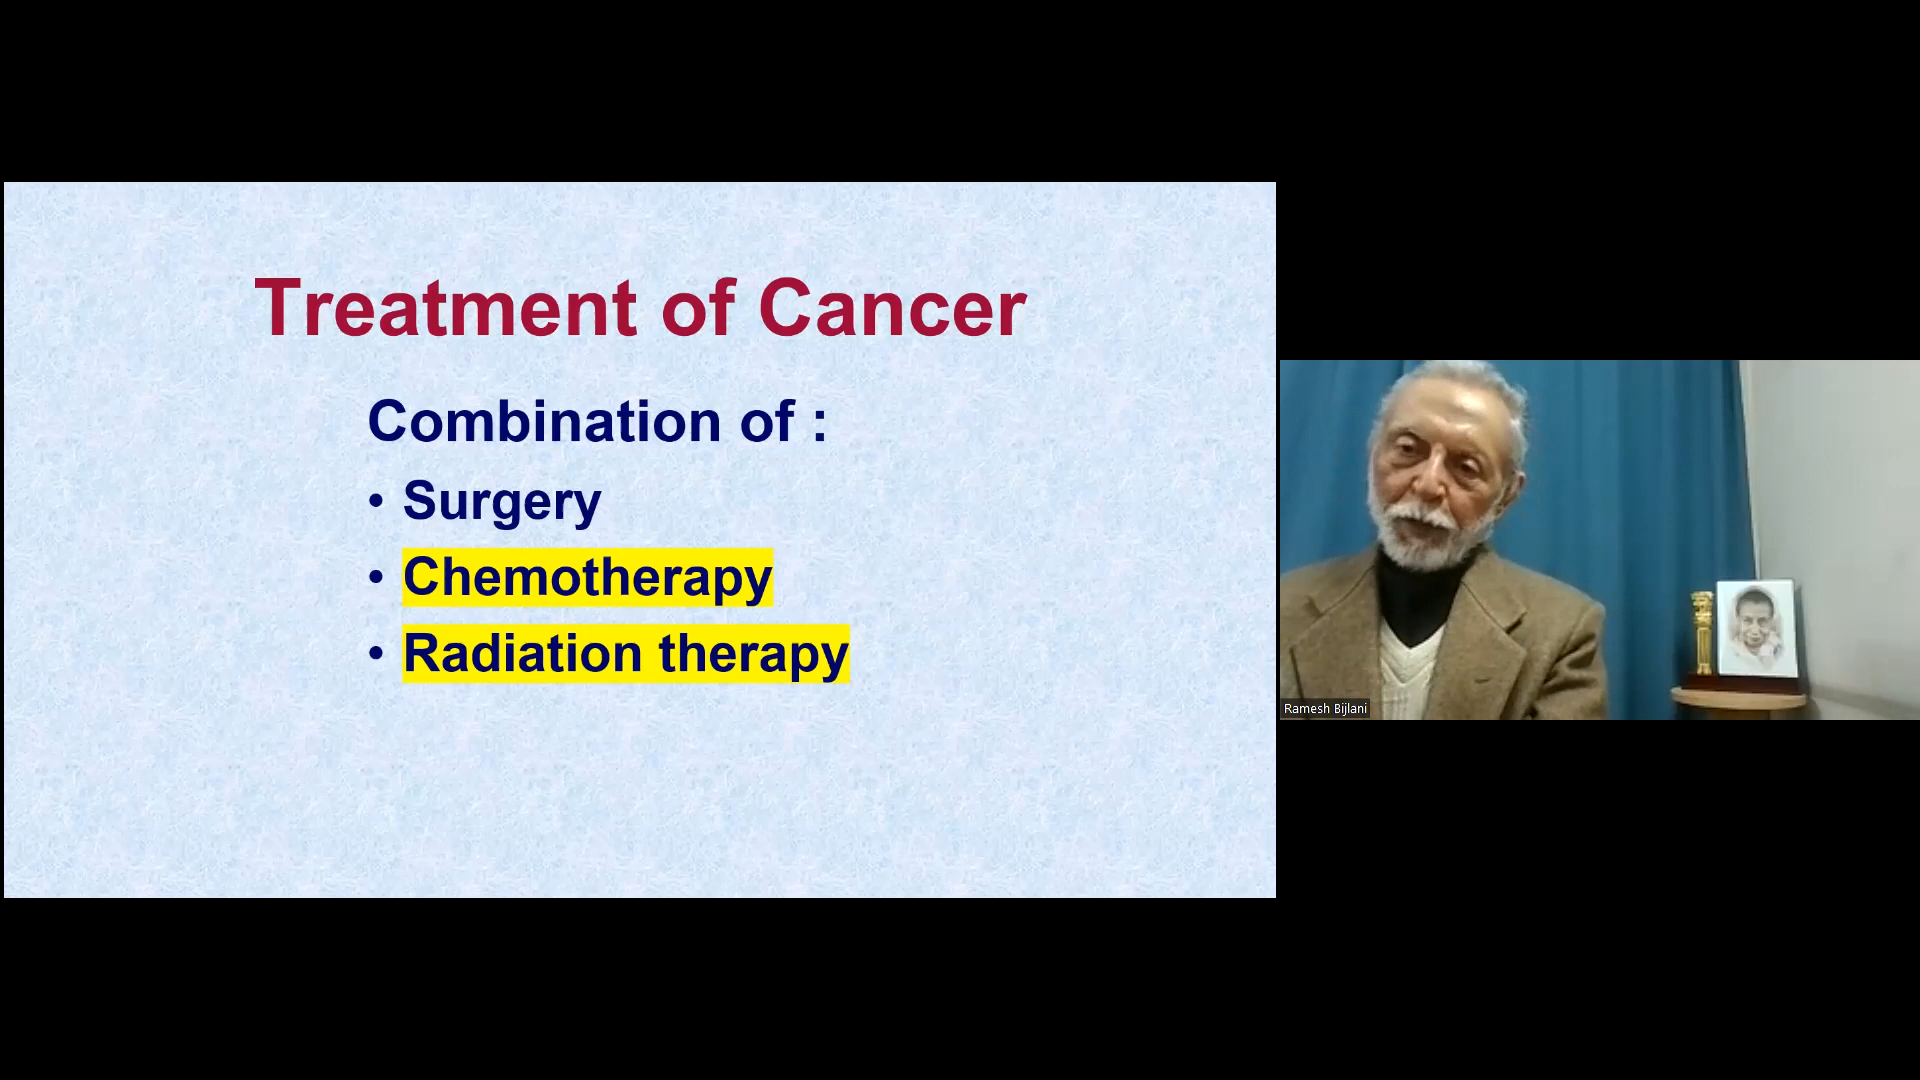 Treatment of Cancer
Combination of :
• Surgery
• Chemotherapy
• Radiation therapy
Ramesh Bijlani